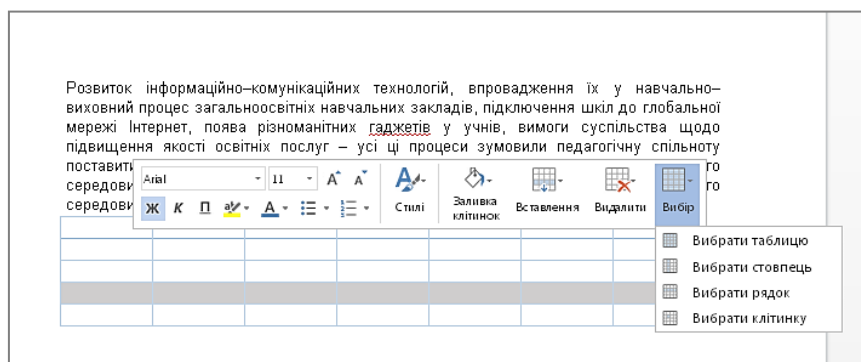 Розвиток інформаційно–комунікаційних технологій, впровадження їх у навчально–
виховний процес загальноосвітніх навчальних закладів, підключення шкіл до глобальної
мережі Інтернет, поява різноманітних гаджетів у учнів, вимоги суспільства щодо
підвищення якості освітніх послуг – усі ці процеси зумовили педагогічну спільноту
поставити го
середови го
середови
Arial 11 A A
Ж К П A
Стилі Заливка клітинок Вставлення Видалити Вибір
Вибрати таблицю
Вибрати стовпець
Вибрати рядок
Вибрати клітинку